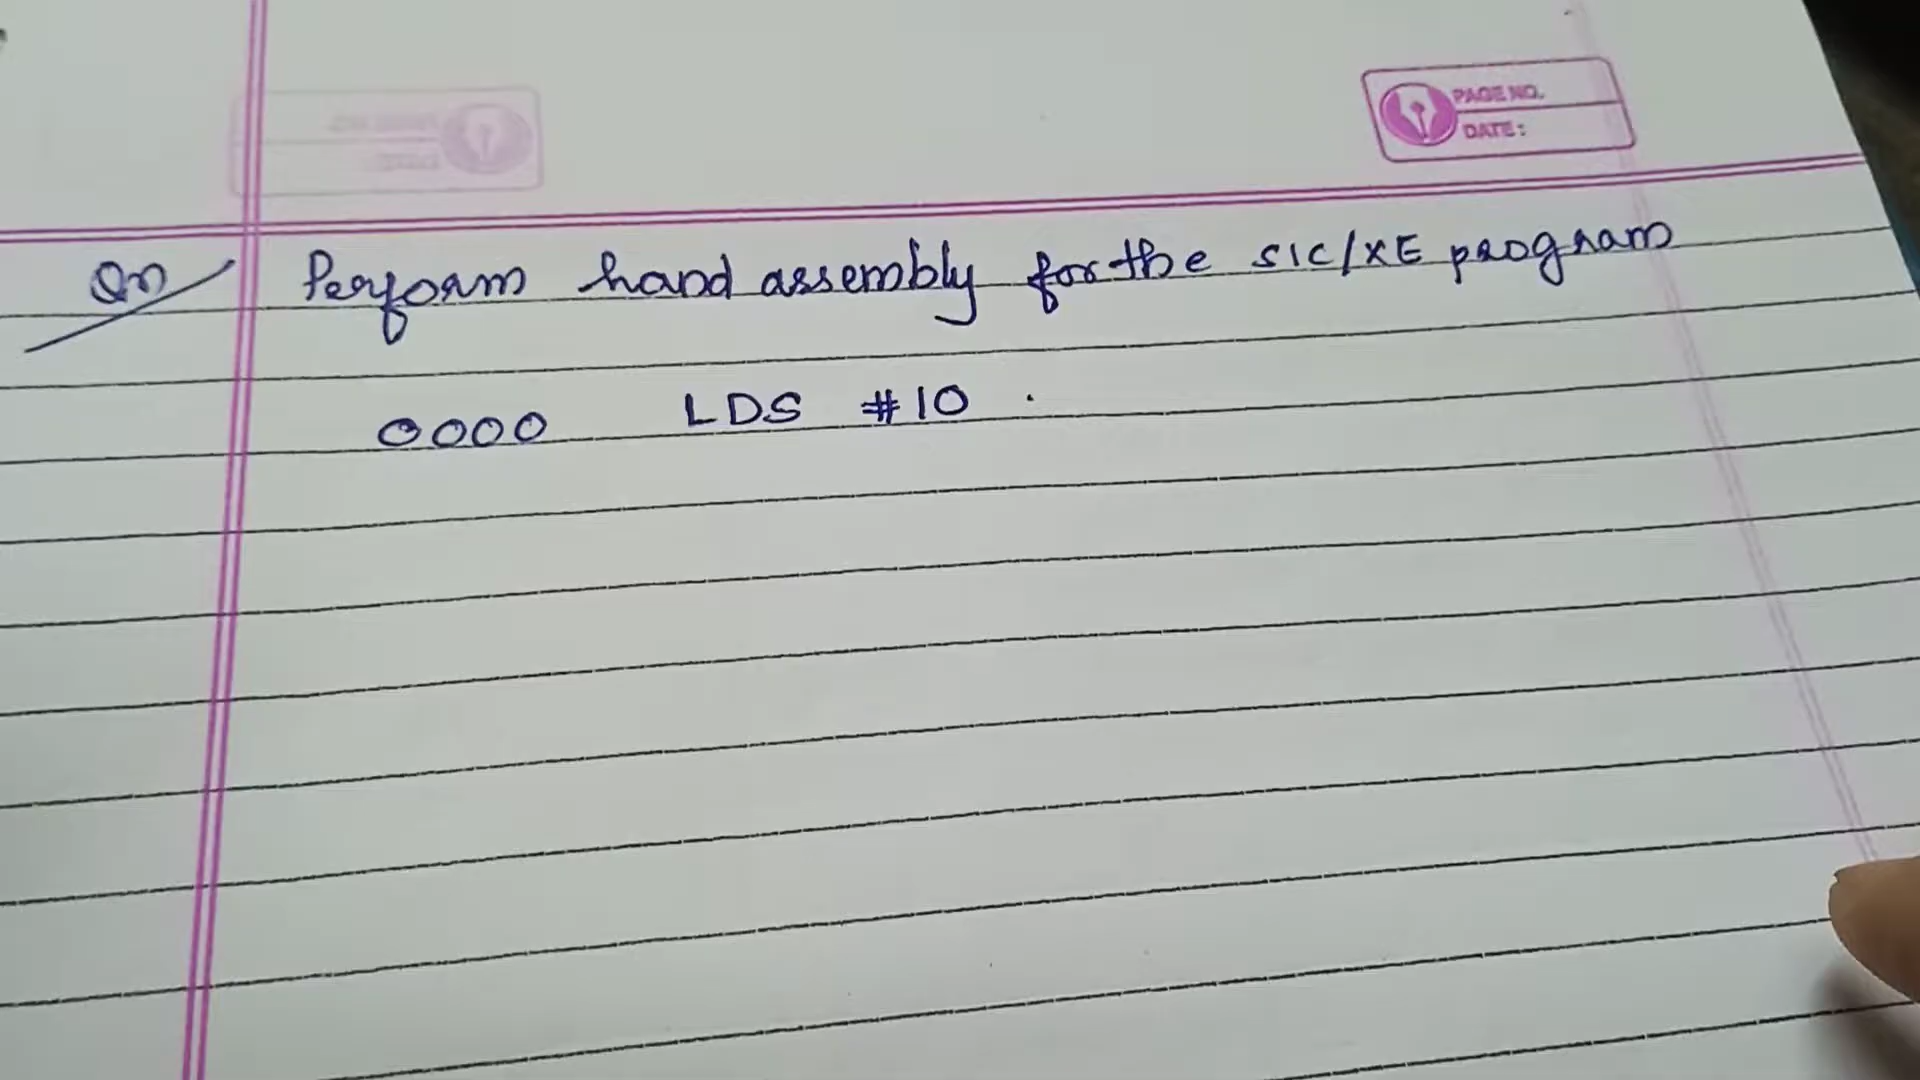 PAGE NO.
DATE:
Qn
Perform hand assembly for the SIC/XE program
0000 LDS #10